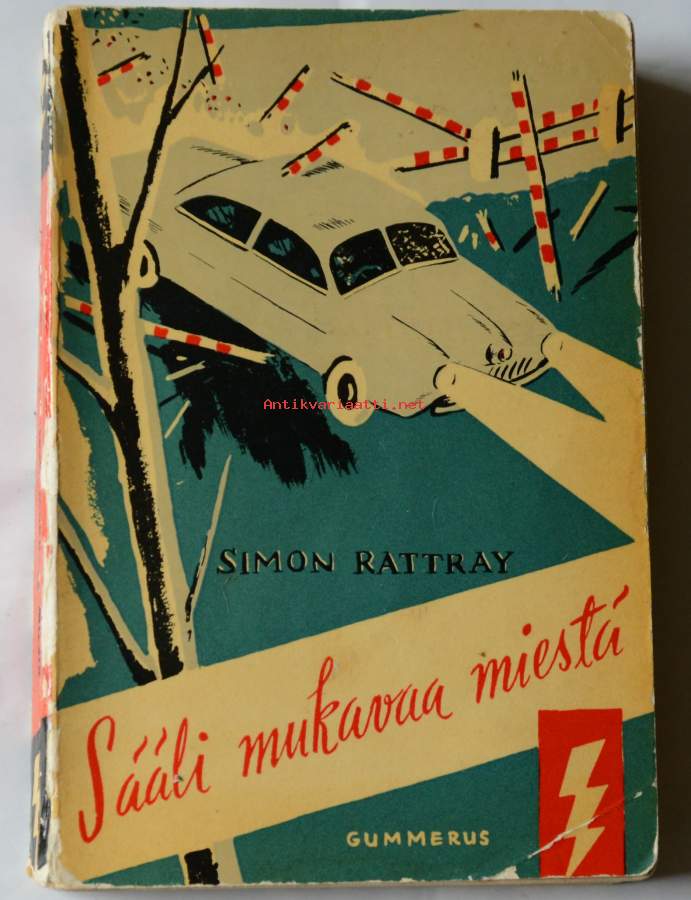 Antikvariaatti.net
SIMON RATTRAY
Sääli mukavaa miestä
GUMMERUS